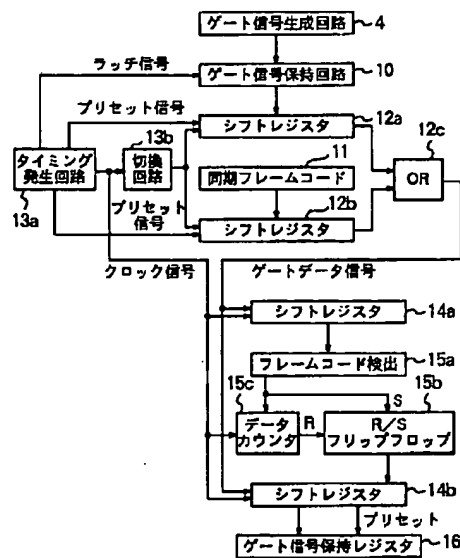 ゲート信号生成回路 4
ラッチ信号
ゲート信号保持回路 10
プリセット信号
13b
12a
シフトレジスタ
12c
タイミング発生回路
13a
切換回路
11
同期フレームコード
OR
プリセット信号
12b
シフトレジスタ
クロック信号
ゲートデータ信号
シフトレジスタ 14a
フレームコード検出 15a
15c
S
15b
データカウンタ
R
R/Sフリップフロップ
シフトレジスタ 14b
プリセット
ゲート信号保持レジスタ 16